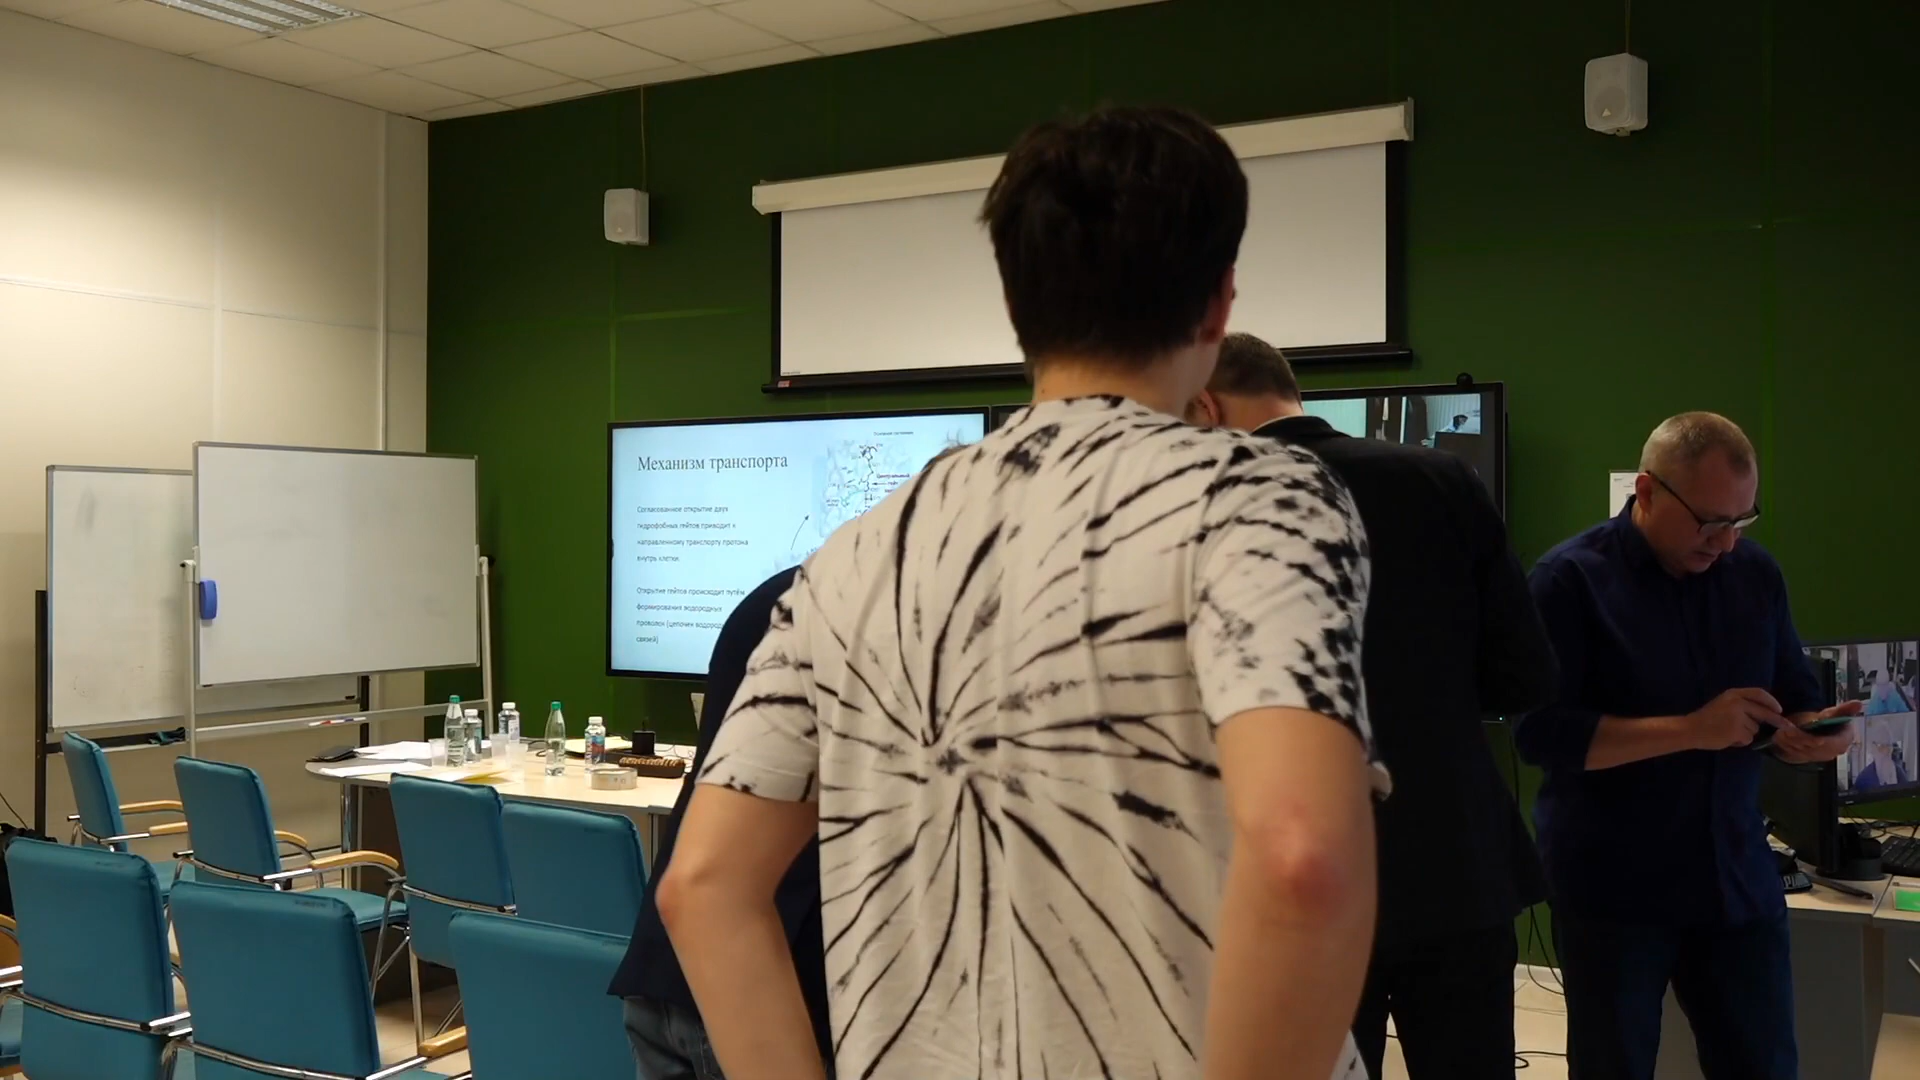 Механизм транспорта
Согласованное открытие двух
гидрофобных гейтов приводит к
направленному транспорту протона
внутрь клетки.
Открытие гейтов происходит путём
формирования водородных
проволок (цепочек
связей)
Центральный